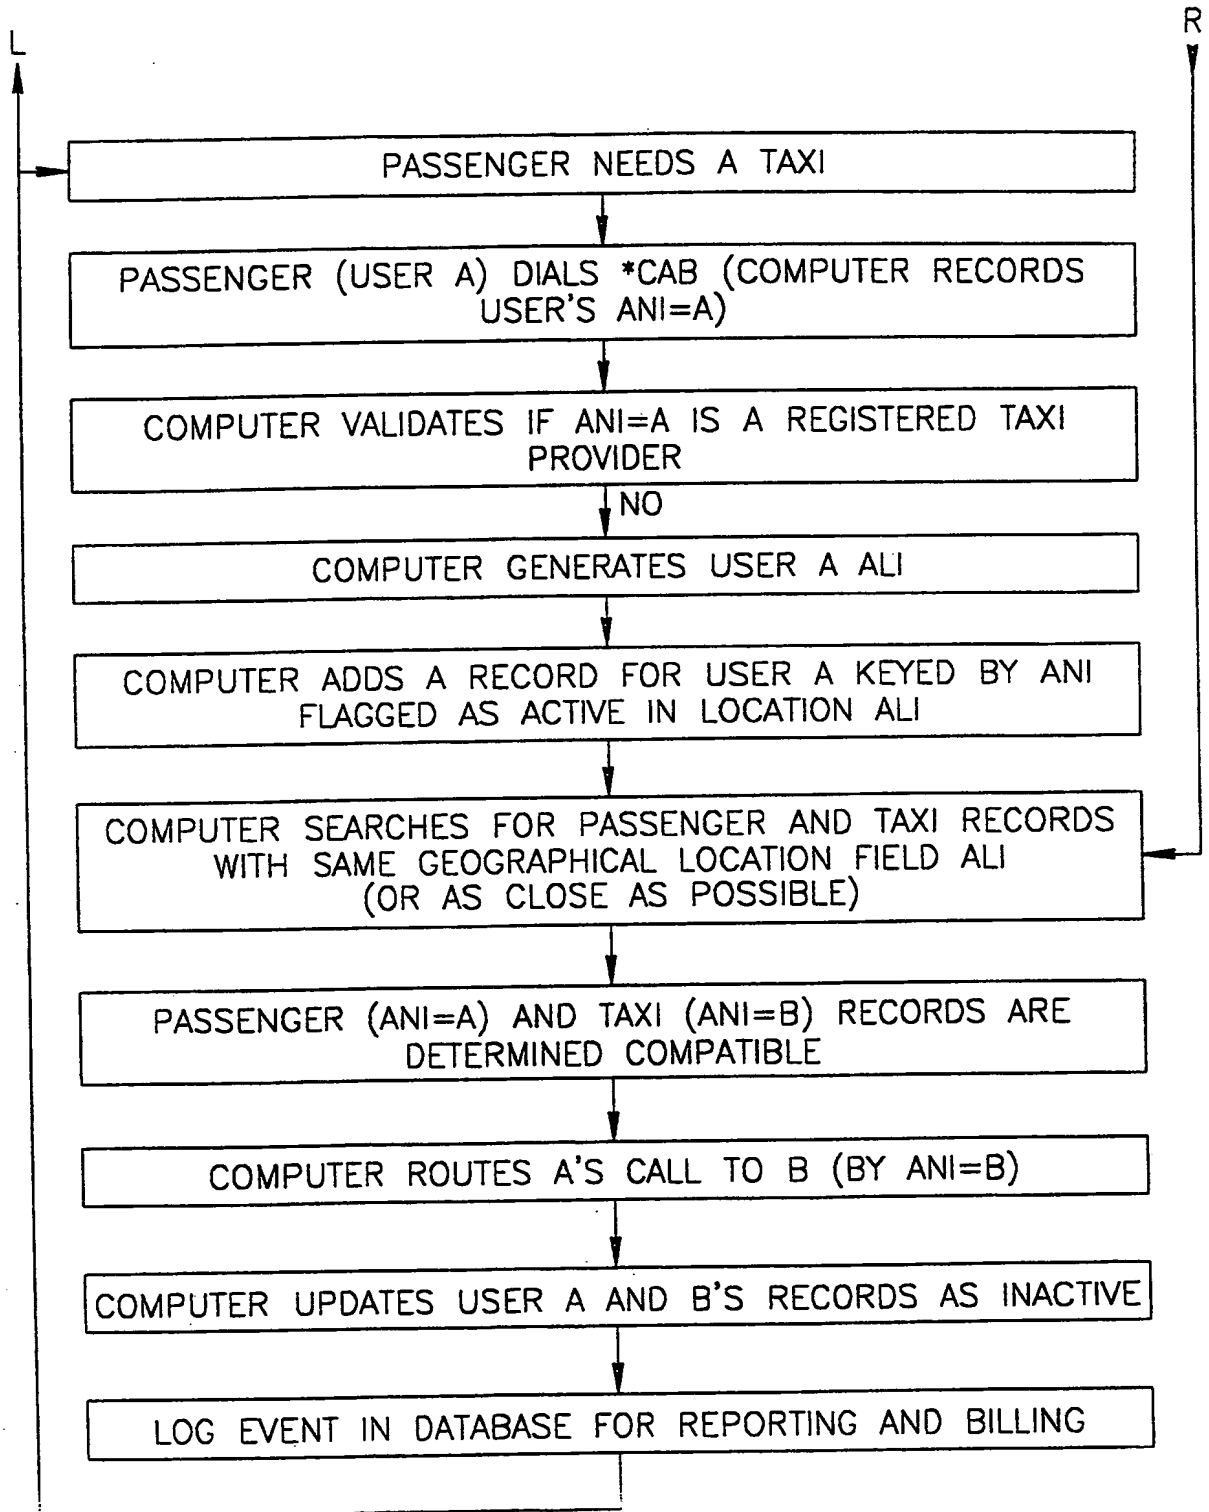 L
R
PASSENGER NEEDS A TAXI
PASSENGER (USER A) DIALS *CAB (COMPUTER RECORDS
USER'S ANI=A)
COMPUTER VALIDATES IF ANI=A IS A REGISTERED TAXI
PROVIDER
NO
COMPUTER GENERATES USER A ALI
COMPUTER ADDS A RECORD FOR USER A KEYED BY ANI
FLAGGED AS ACTIVE IN LOCATION ALI
COMPUTER SEARCHES FOR PASSENGER AND TAXI RECORDS
WITH SAME GEOGRAPHICAL LOCATION FIELD ALI
(OR AS CLOSE AS POSSIBLE)
PASSENGER (ANI=A) AND TAXI (ANI=B) RECORDS ARE
DETERMINED COMPATIBLE
COMPUTER ROUTES A'S CALL TO B (BY ANI=B)
COMPUTER UPDATES USER A AND B'S RECORDS AS INACTIVE
LOG EVENT IN DATABASE FOR REPORTING AND BILLING